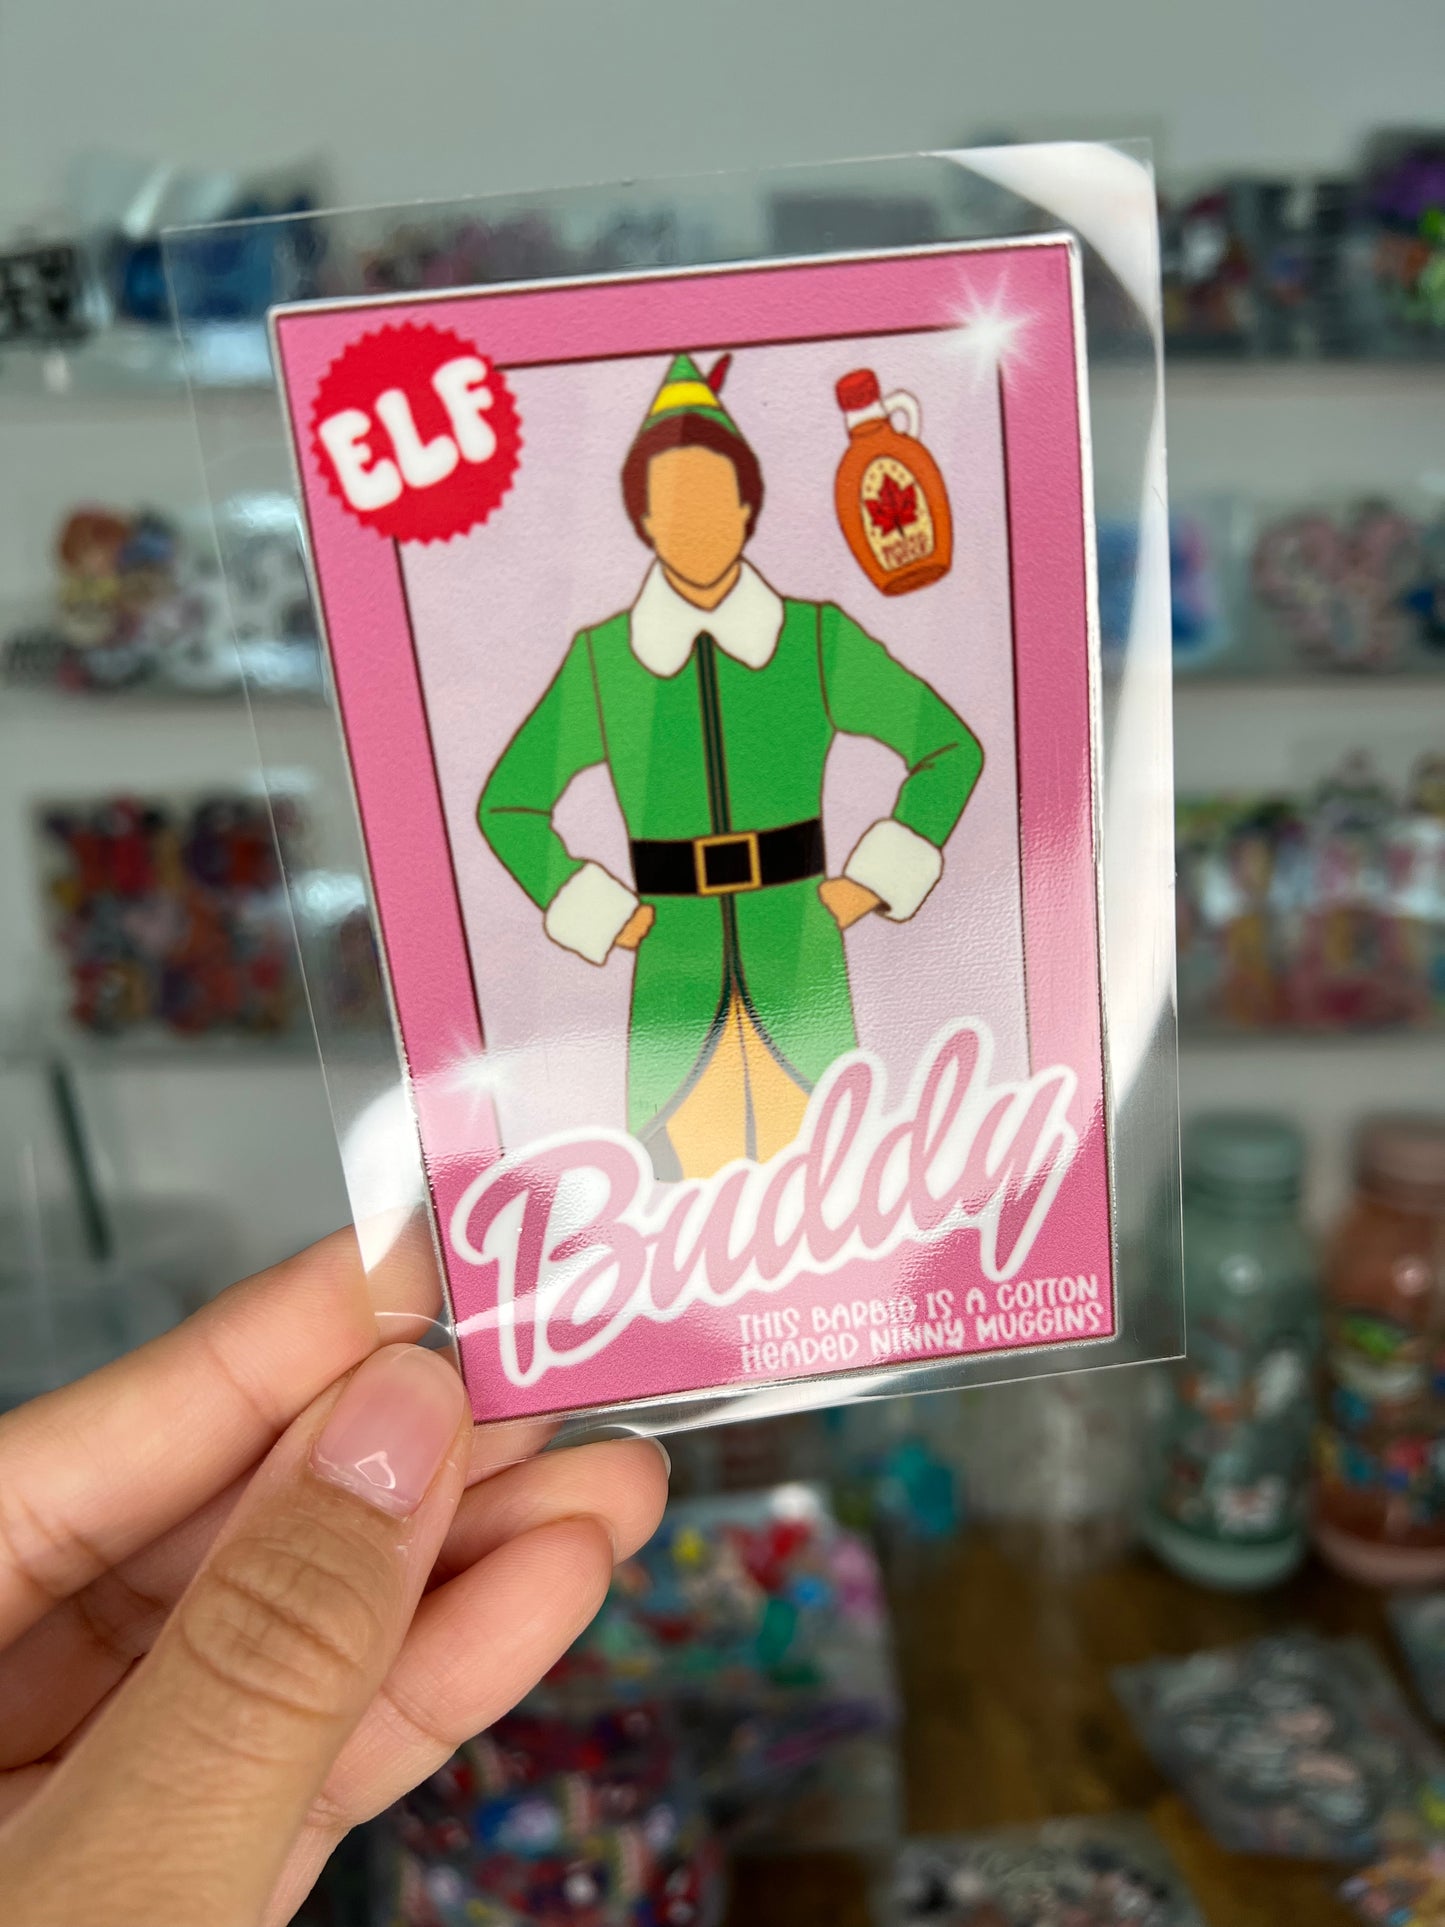 ELF
Buddy
THIS BARBIE IS A COTTON
HEADED NINNY MUGGINS